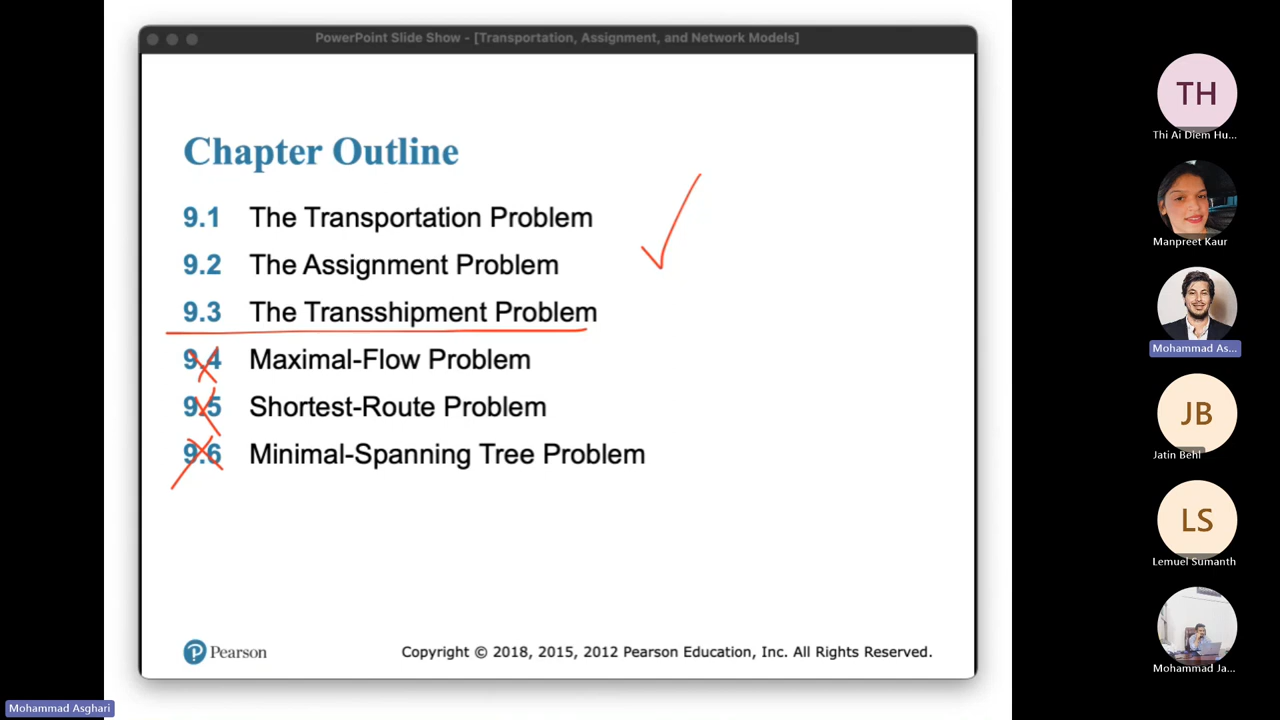 PowerPoint Slide Show - [Transportation, Assignment, and Network Models]
Chapter Outline
9.1 The Transportation Problem
9.2 The Assignment Problem
9.3 The Transshipment Problem
9.4 Maximal-Flow Problem
9.5 Shortest-Route Problem
9.6 Minimal-Spanning Tree Problem
Pearson
Copyright © 2018, 2015, 2012 Pearson Education, Inc. All Rights Reserved.
TH
Thi Ai Diem Hu...
Manpreet Kaur
Mohammad As...
JB
Jatin Behl
LS
Lemuel Sumanth
Mohammad Ja...
Mohammad Asghari